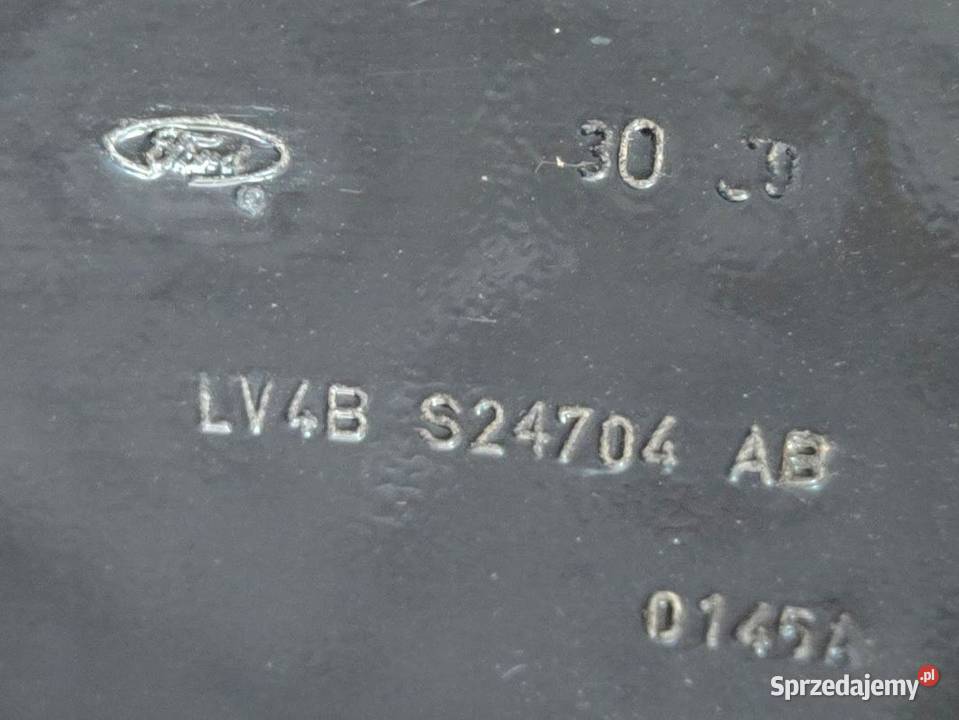 Ford
30
LV4B S24704 AB
0145A
Sprzedajemy.pl